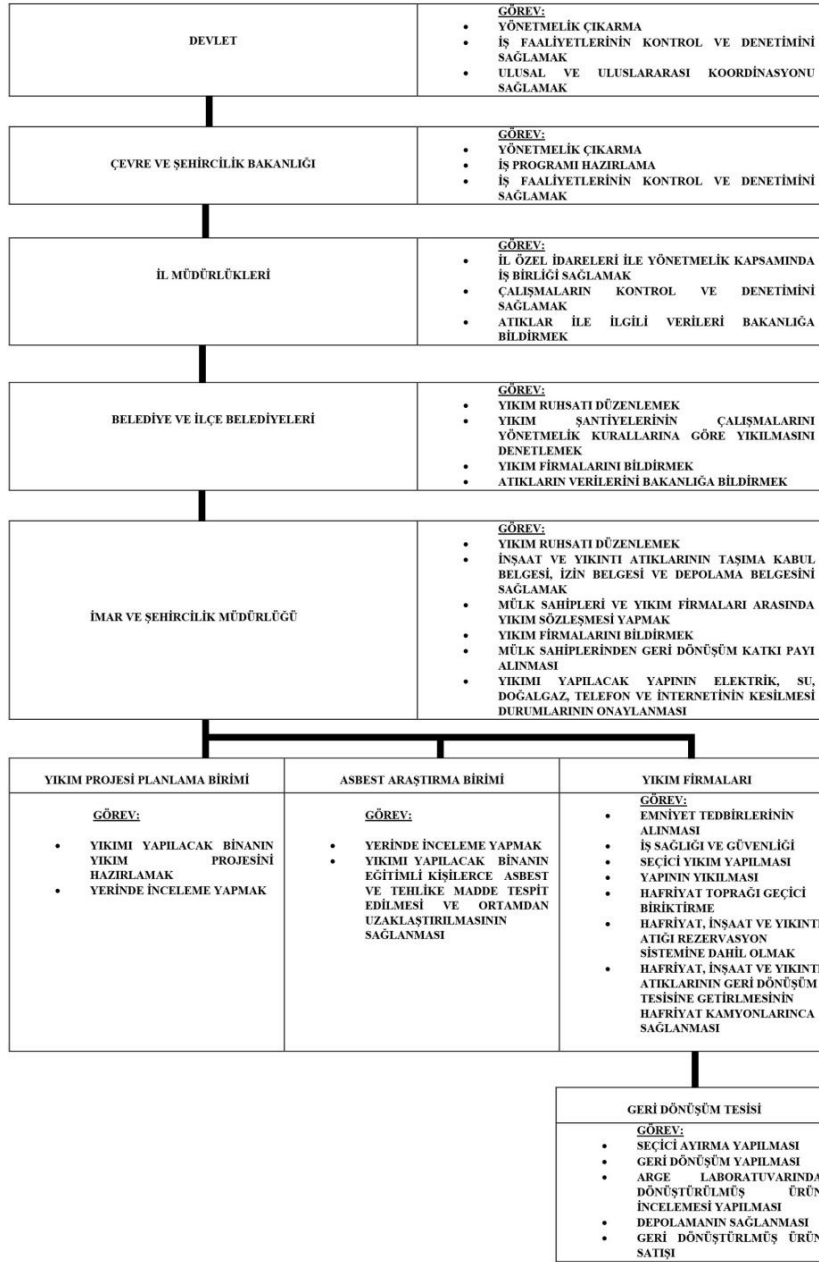 DEVLET
GÖREV:
• YÖNETMELİK ÇIKARMA
• İŞ FAALİYETLERİNİN KONTROL VE DENETİMİNİ
SAĞLAMAK
• ULUSAL VE ULUSLARARASI KOORDİNASYONU
SAĞLAMAK
ÇEVRE VE ŞEHİRCİLİK BAKANLIĞI
GÖREV:
• YÖNETMELİK ÇIKARMA
• İŞ PROGRAMI HAZIRLAMA
• İŞ FAALİYETLERİNİN KONTROL VE DENETİMİNİ
SAĞLAMAK
İL MÜDÜRLÜKLERİ
GÖREV:
• İL ÖZEL İDARELERİ İLE YÖNETMELİK KAPSAMINDA
İŞ BİRLİĞİ SAĞLAMAK
• ÇALIŞMALARIN KONTROL VE DENETİMİNİ
SAĞLAMAK
• ATIKLAR İLE İLGİLİ VERİLERİ BAKANLIĞA
BİLDİRMEK
BELEDİYE VE İLÇE BELEDİYELERİ
GÖREV:
• YIKIM RUHSATI DÜZENLEMEK
• YIKIM ŞANTİYELERİNİN ÇALIŞMALARINI
YÖNETMELİK KURALLARINA GÖRE YIKILMASINI
DENETLEMEK
• YIKIM FİRMALARINI BİLDİRMEK
• ATIKLARIN VERİLERİNİ BAKANLIĞA BİLDİRMEK
İMAR VE ŞEHİRCİLİK MÜDÜRLÜĞÜ
GÖREV:
• YIKIM RUHSATI DÜZENLEMEK
• İNŞAAT VE YIKINTI ATIKLARININ TAŞIMA KABUL
BELGESİ, İZİN BELGESİ VE DEPOLAMA BELGESİNİ
SAĞLAMAK
• MÜLK SAHİPLERİ VE YIKIM FİRMALARI ARASINDA
YIKIM SÖZLEŞMESİ YAPMAK
• YIKIM FİRMALARINI BİLDİRMEK
• MÜLK SAHİPLERİNDEN GERİ DÖNÜŞÜM KATKI PAYI
ALINMASI
• YIKIMI YAPILACAK YAPININ ELEKTRİK, SU,
DOĞALGAZ, TELEFON VE İNTERNETİNİN KESİLMESİ
DURUMLARININ ONAYLANMASI
YIKIM PROJESİ PLANLAMA BİRİMİ
GÖREV:
• YIKIMI YAPILACAK BİNANIN
YIKIM PROJESİNİ
HAZIRLAMAK
• YERİNDE İNCELEME YAPMAK
ASBEST ARAŞTIRMA BİRİMİ
GÖREV:
• YERİNDE İNCELEME YAPMAK
• YIKIMI YAPILACAK BİNANIN
EĞİTİMLİ KİŞİLERCE ASBEST
VE TEHLİKE MADDE TESPİT
EDİLMESİ VE ORTAMDAN
UZAKLAŞTIRILMASININ
SAĞLANMASI
YIKIM FİRMALARI
GÖREV:
• EMNİYET TEDBİRLERİNİN
ALINMASI
• İŞ SAĞLIĞI VE GÜVENLİĞİ
• SEÇİCİ YIKIM YAPILMASI
• YAPININ YIKILMASI
• HAFRİYAT TOPRAĞI GEÇİCİ
BİRİKTİRME
• HAFRİYAT, İNŞAAT VE YIKINTI
ATIĞI REZERVASYON
SİSTEMİNE DAHİL OLMAK
• HAFRİYAT, İNŞAAT VE YIKINTI
ATIKLARININ GERİ DÖNÜŞÜM
TESİSİNE GETİRLMESİNİN
HAFRİYAT KAMYONLARINCA
SAĞLANMASI
GERİ DÖNÜŞÜM TESİSİ
GÖREV:
• SEÇİCİ AYIRMA YAPILMASI
• GERİ DÖNÜŞÜM YAPILMASI
• ARGE LABORATUVARINDA
DÖNÜŞTÜRÜLMÜŞ ÜRÜN
İNCELEMESİ YAPILMASI
• DEPOLAMANIN SAĞLANMASI
• GERİ DÖNÜŞTÜRLMÜŞ ÜRÜN
SATIŞI